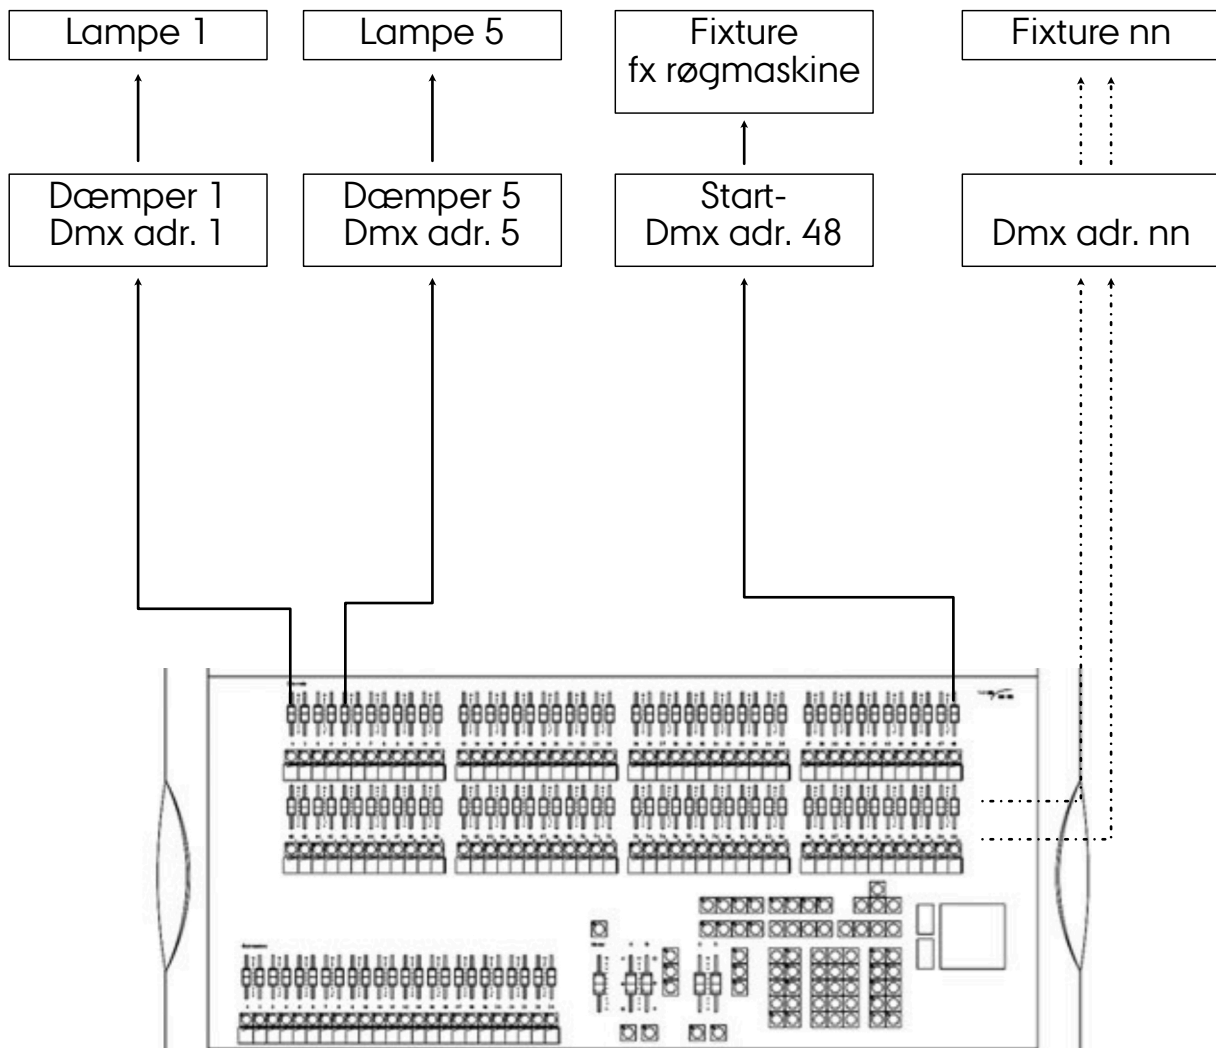 Lampe 1
Lampe 5
Fixture
fx røgmaskine
Fixture nn
Dæmper 1
Dmx adr. 1
Dæmper 5
Dmx adr. 5
Start-
Dmx adr. 48
Dmx adr. nn